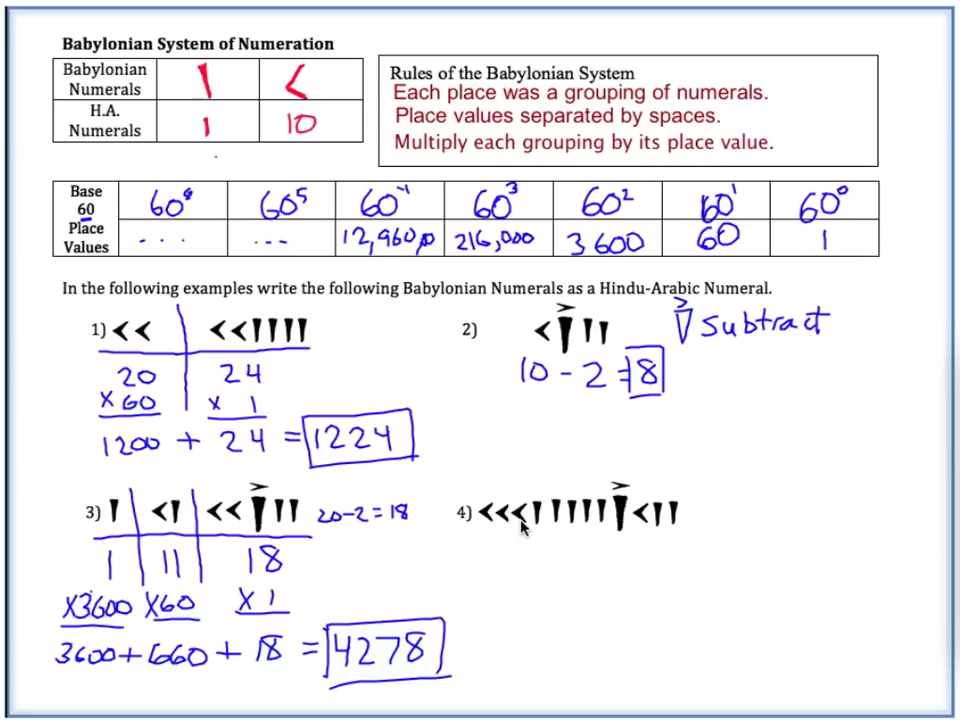 Babylonian System of Numeration
Babylonian Numerals | <
H.A. Numerals 1 10
Rules of the Babylonian System
Each place was a grouping of numerals.
Place values separated by spaces.
Multiply each grouping by its place value.
Base 60 60⁶ 60⁵ 60⁴ 60³ 60² 60¹ 60⁰
Place Values ... ... 12,960,0 216,000 3600 60 1
In the following examples write the following Babylonian Numerals as a Hindu-Arabic Numeral.
1) < < < < | | | |
20 24
x 60 x 1
1200 + 24 = 1224
2) < | |
Subtract
10 - 2 = 8
3) | < | < < | | 20-2 = 18
1 11 18
x3600 x60 x 1
3600 + 660 + 18 = 4278
4) < < < | | | | | < | |